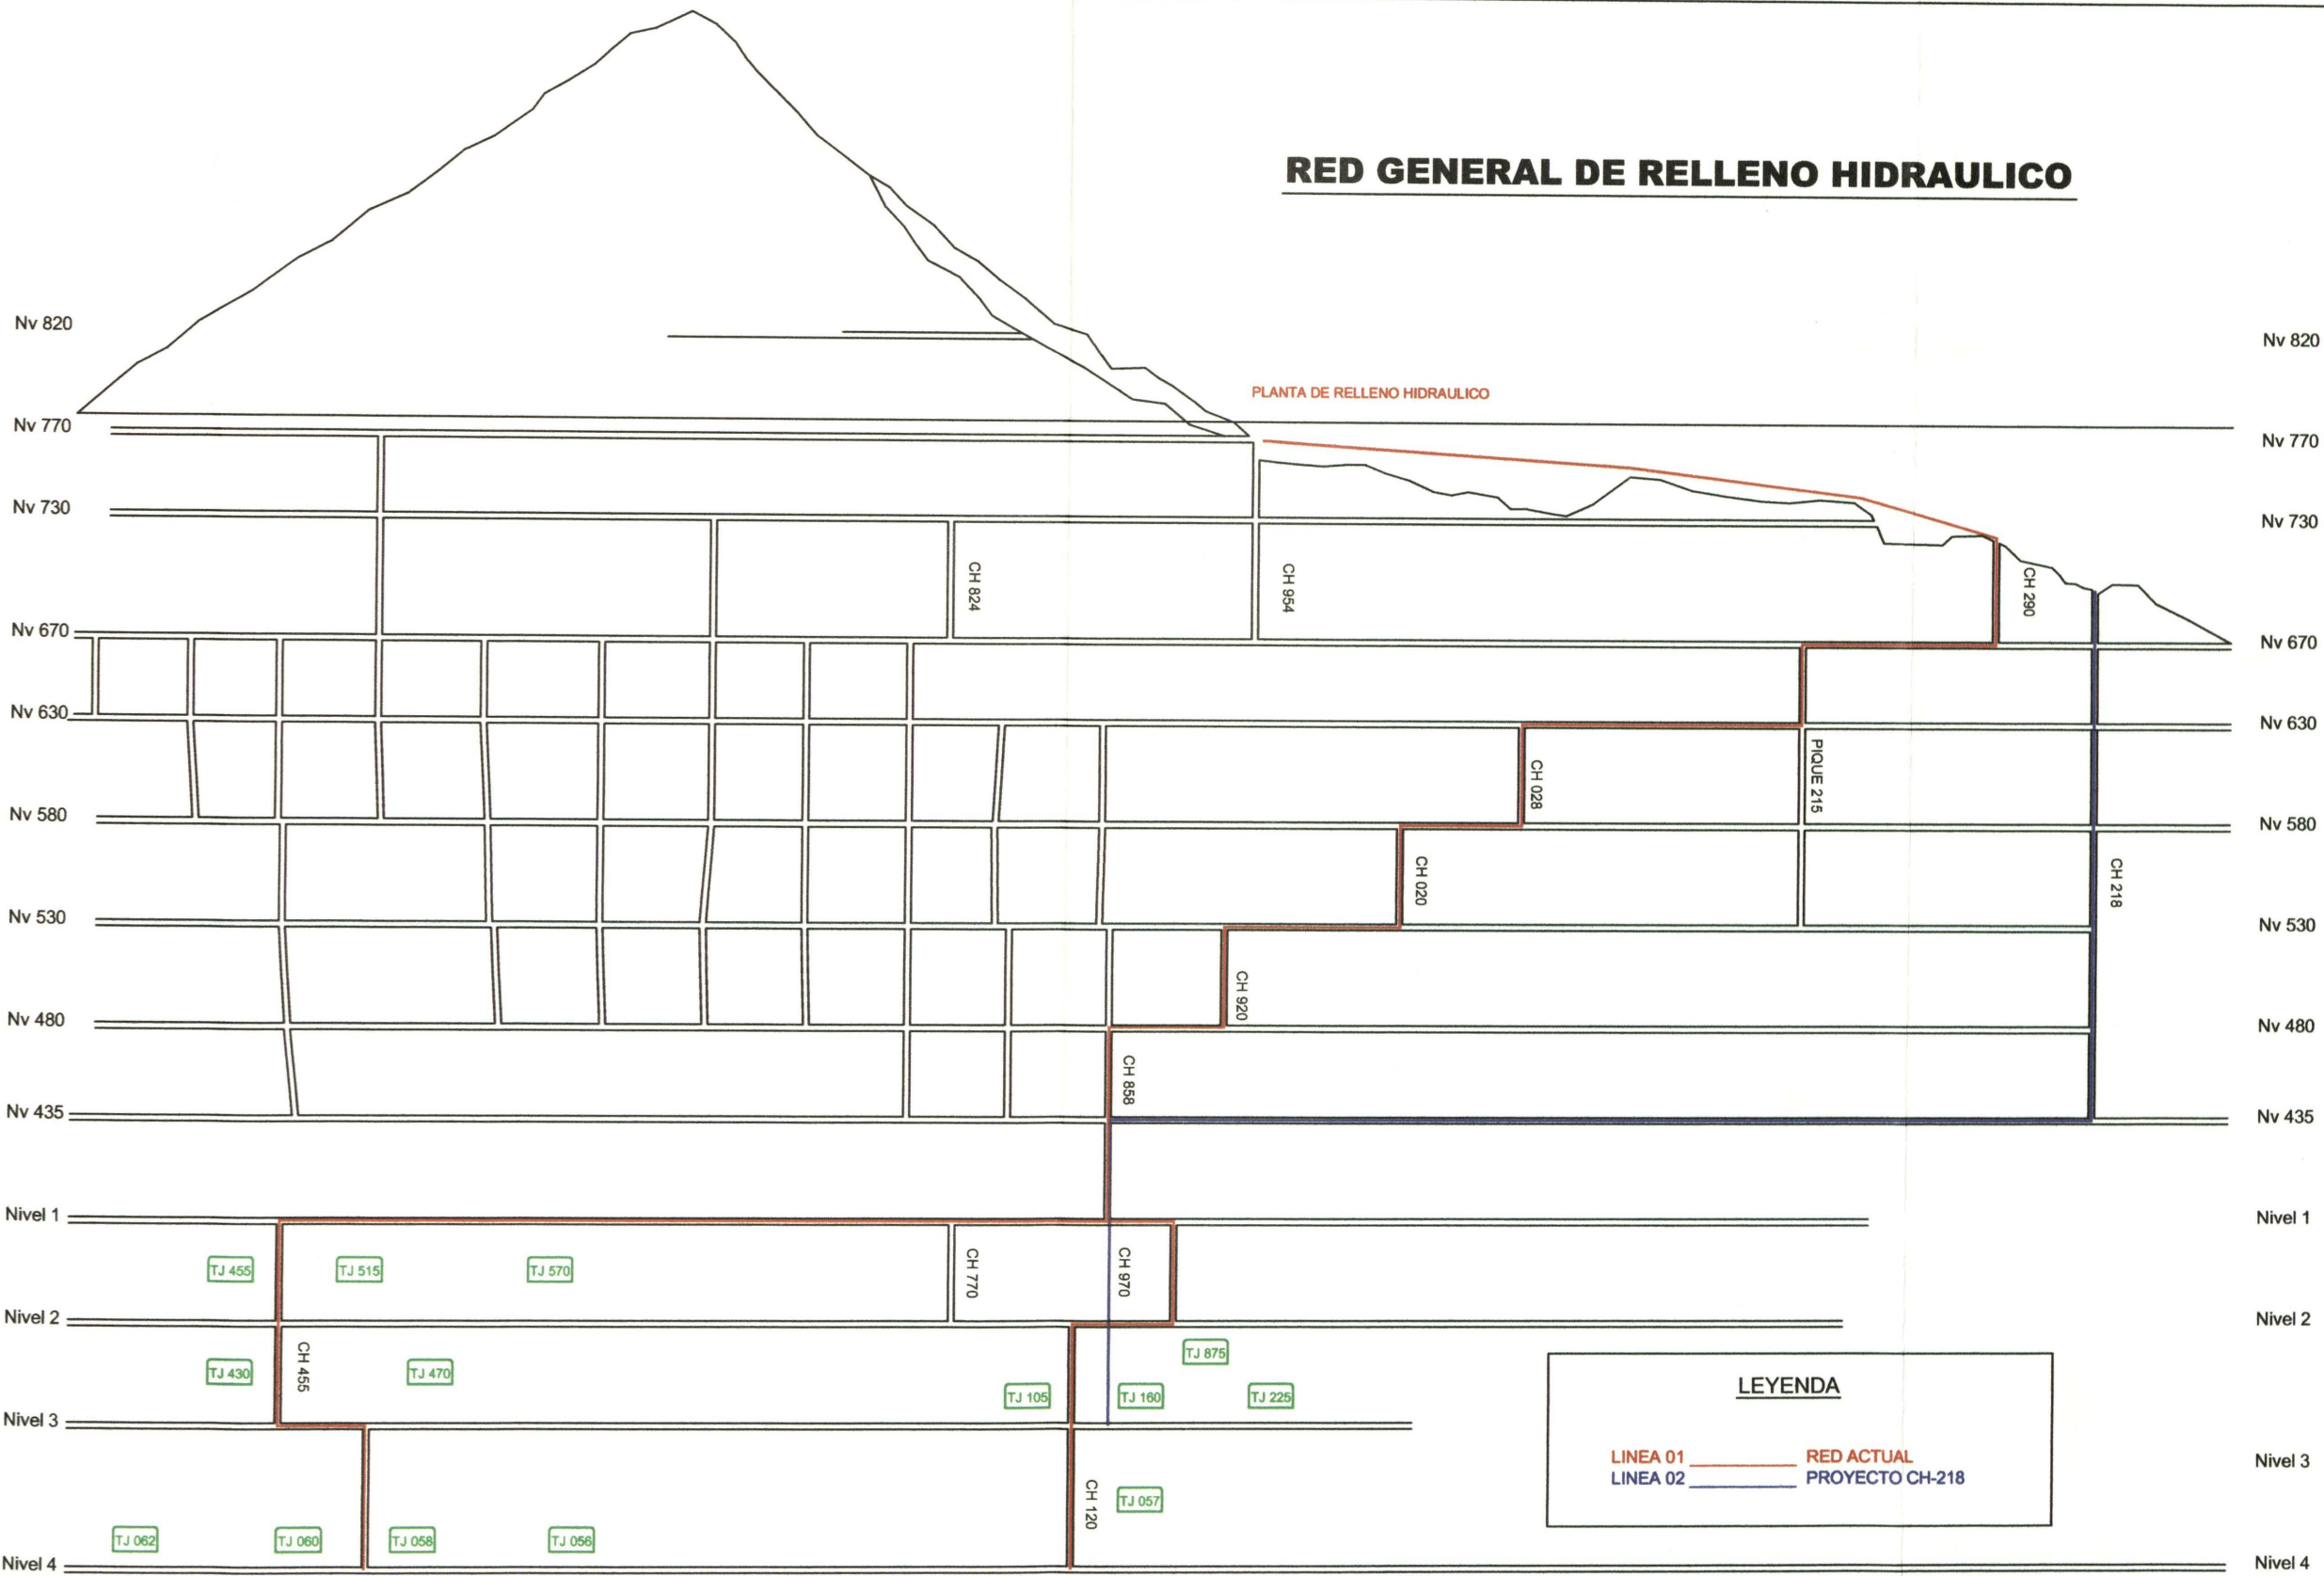 RED GENERAL DE RELLENO HIDRAULICO
Nv 820
Nv 820
PLANTA DE RELLENO HIDRAULICO
Nv 770
Nv 770
Nv 730
Nv 730
CH 824
CH 954
CH 290
Nv 670
Nv 670
Nv 630
Nv 630
CH 028
PIQUE 215
Nv 580
Nv 580
CH 020
CH 218
Nv 530
Nv 530
CH 920
Nv 480
Nv 480
CH 858
Nv 435
Nv 435
Nivel 1
Nivel 1
TJ 455
TJ 515
TJ 570
CH 770
CH 970
Nivel 2
Nivel 2
TJ 430
CH 455
TJ 470
TJ 105
TJ 875
TJ 160
TJ 225
Nivel 3
LEYENDA
LINEA 01 RED ACTUAL
LINEA 02 PROYECTO CH-218
Nivel 3
CH 120
TJ 057
TJ 062
TJ 060
TJ 058
TJ 056
Nivel 4
Nivel 4